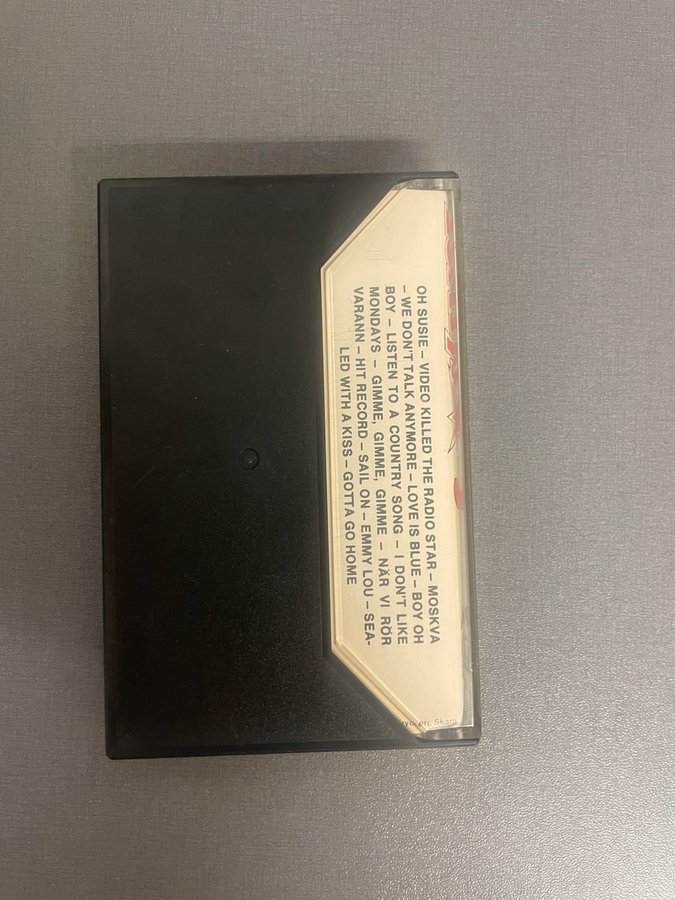 OH SUSIE – VIDEO KILLED THE RADIO STAR – MOSKVA
– WE DON'T TALK ANYMORE – LOVE IS BLUE – BOY OH
BOY – LISTEN TO A COUNTRY SONG – I DON'T LIKE
MONDAYS – GIMME, GIMME, GIMME – NÄR VI RÖR
VARANN – HIT RECORD – SAIL ON – EMMY LOU – SEA-
LED WITH A KISS – GOTTA GO HOME